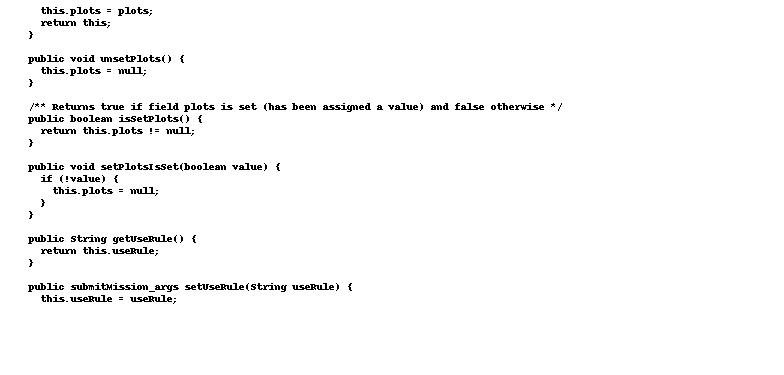 this.plots = plots;
return this;
}
public void unsetPlots() {
this.plots = null;
}
/** Returns true if field plots is set (has been assigned a value) and false otherwise */
public boolean isSetPlots() {
return this.plots != null;
}
public void setPlotsIsSet(boolean value) {
if (!value) {
this.plots = null;
}
}
public String getUseRule() {
return this.useRule;
}
public submitMission_args setUseRule(String useRule) {
this.useRule = useRule;